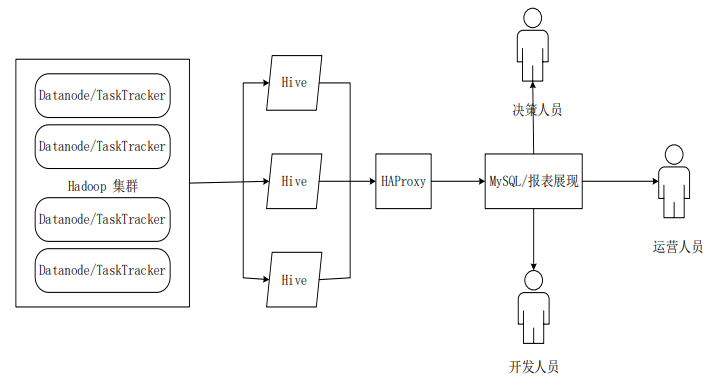 Datanode/TaskTracker
Datanode/TaskTracker
Hadoop 集群
Datanode/TaskTracker
Datanode/TaskTracker
Hive
Hive
Hive
HAProxy
MySQL/报表展现
决策人员
运营人员
开发人员